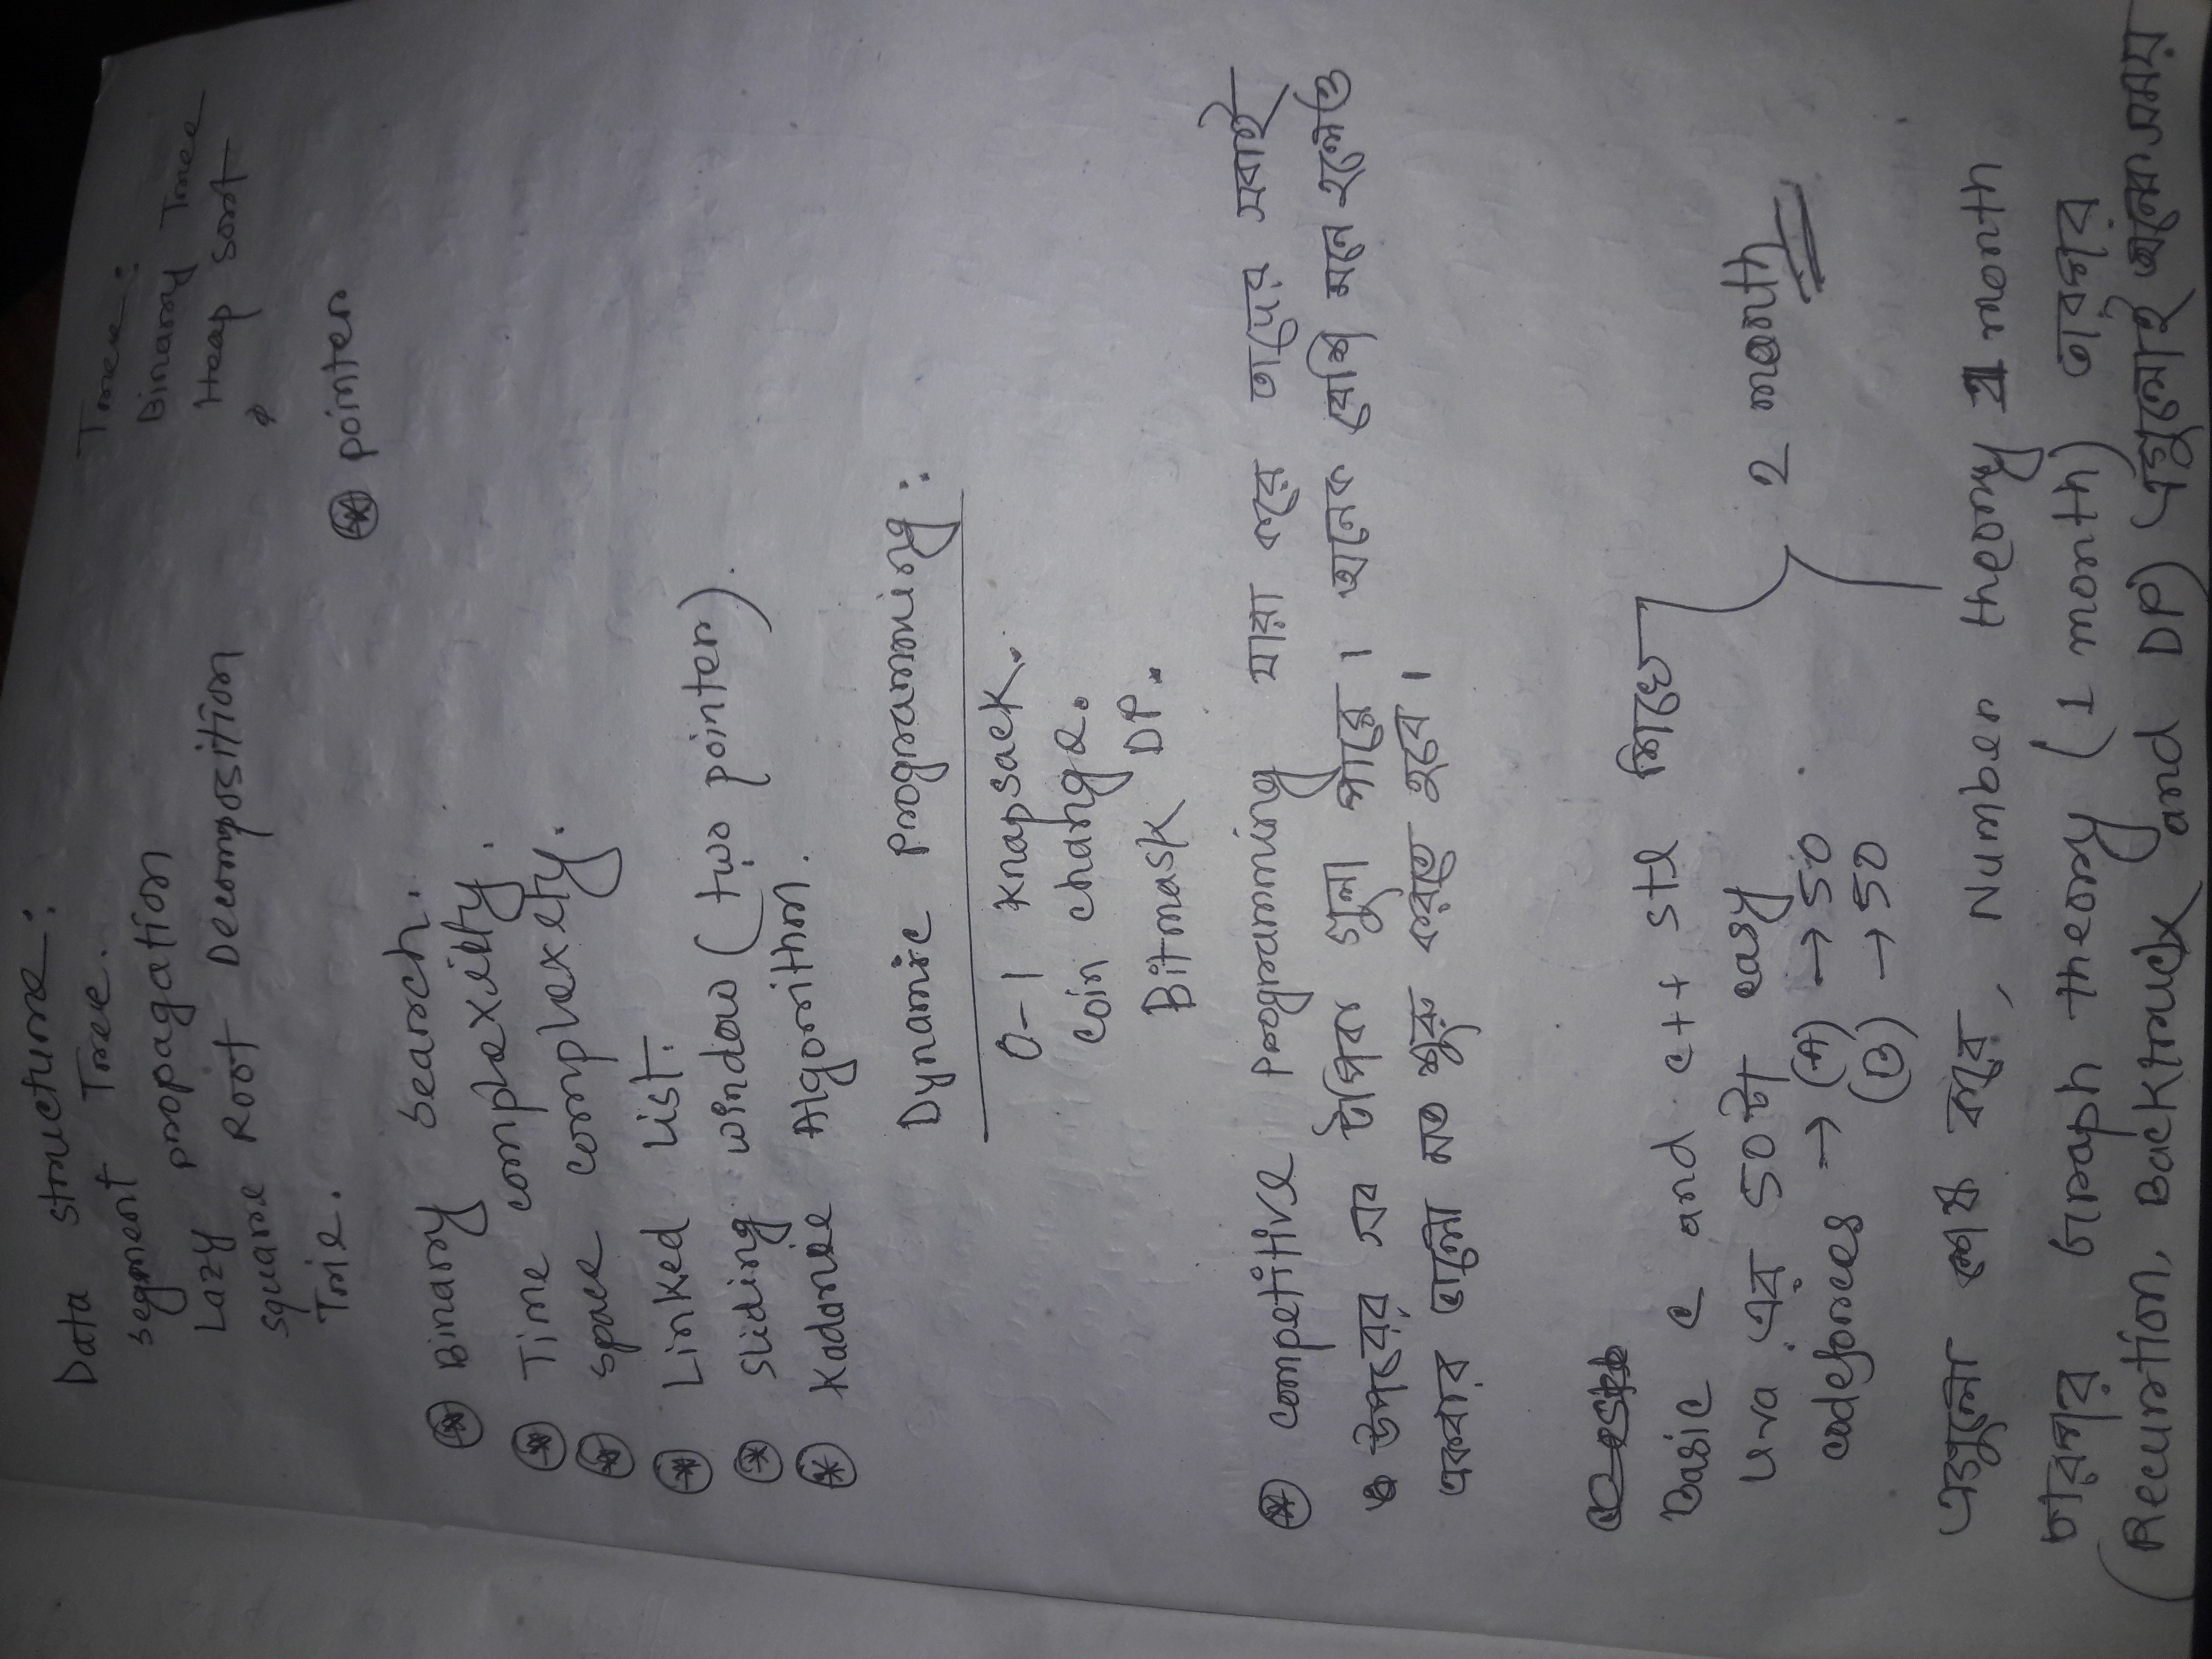 Data structure:
Segment Tree.
Lazy propagation
Square Root Decomposition
Trie.
Tree:
Binary Tree
Heap sort
⊛ pointer
⊛ Binary Search.
⊛ Time complexity.
⊛ Space complexety.
⊛ Linked List.
⊛ Sliding window (two pointer).
⊛ Kadanie Algorithm.
Dynamic Programming:
0-1 Knapsack.
coin change.
Bitmask DP.
⊛ competitive Programming যারা করে তাদের সবাই
উপরের সব টপিক গুলা পারে। অনেক বেশি মনে হলেও
একবার ভালো মত শুরু করতে হবে।
Basic C and C++ stl শিখে
Uva এর 50টা easy
codeforces → (A) → 50
(B) → 50
2 month
এগুলো শেষ করে, Number theory 1 month
তারপর Graph theory (1 month) তারপর
(Recurtion, Backtruck and DP) এগুলোই অনেক সময়